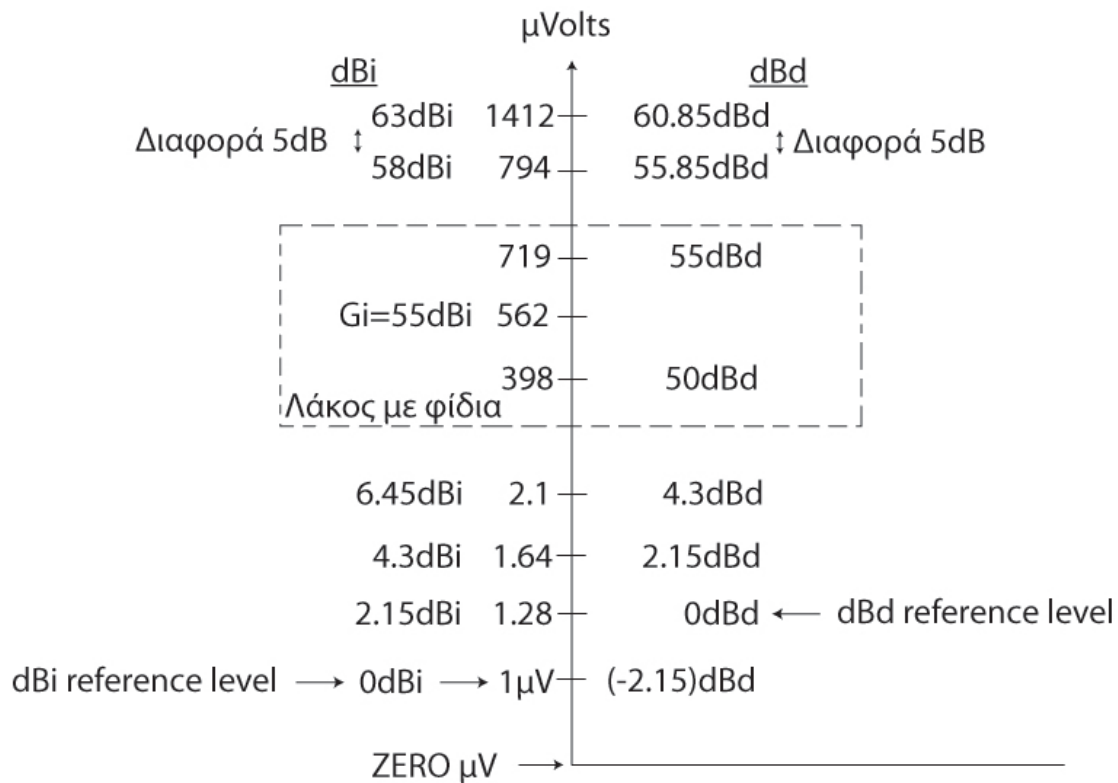 μVolts
dBi dBd
63dBi 1412 60.85dBd
Διαφορά 5dB Διαφορά 5dB
58dBi 794 55.85dBd
719 55dBd
Gi=55dBi 562
398 50dBd
Λάκος με φίδια
6.45dBi 2.1 4.3dBd
4.3dBi 1.64 2.15dBd
2.15dBi 1.28 0dBd dBd reference level
dBi reference level 0dBi 1μV (-2.15)dBd
ZERO μV